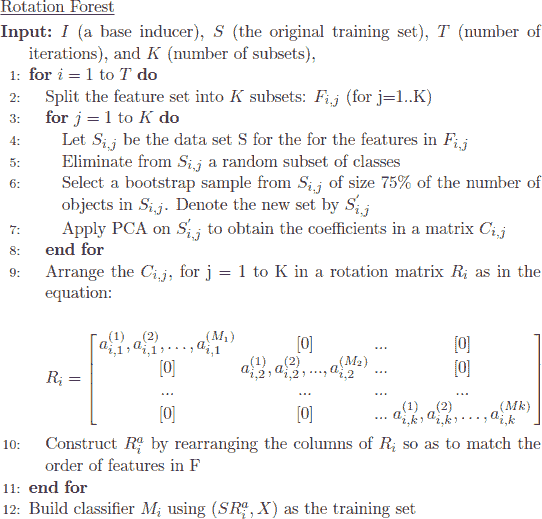 Rotation Forest
Input: I (a base inducer), S (the original training set), T (number of
iterations), and K (number of subsets),
1: for i = 1 to T do
2: Split the feature set into K subsets: F_{i,j} (for j=1..K)
3: for j = 1 to K do
4: Let S_{i,j} be the data set S for the for the features in F_{i,j}
5: Eliminate from S_{i,j} a random subset of classes
6: Select a bootstrap sample from S_{i,j} of size 75% of the number of
objects in S_{i,j}. Denote the new set by S'_{i,j}
7: Apply PCA on S'_{i,j} to obtain the coefficients in a matrix C_{i,j}
8: end for
9: Arrange the C_{i,j}, for j = 1 to K in a rotation matrix R_i as in the
equation:
a_{i,1}^{(1)}, a_{i,1}^{(2)}, . . . , a_{i,1}^{(M_1)} [0] ... [0]
R_i = [0] a_{i,2}^{(1)}, a_{i,2}^{(2)}, ..., a_{i,2}^{(M_2)} ... [0]
... ... ... ...
[0] [0] ... a_{i,k}^{(1)}, a_{i,k}^{(2)}, . . . , a_{i,k}^{(Mk)}
10: Construct R_i^a by rearranging the columns of R_i so as to match the
order of features in F
11: end for
12: Build classifier M_i using (SR_i^a, X) as the training set